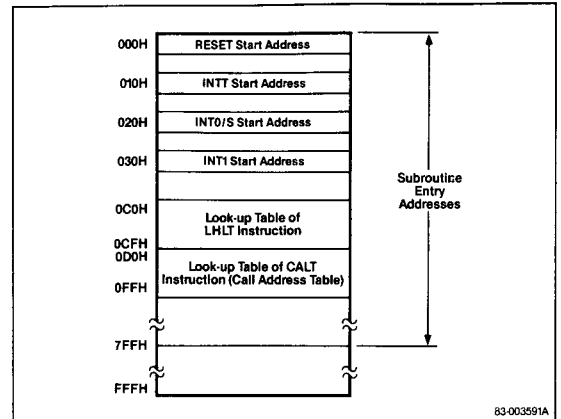 000H RESET Start Address
010H INTT Start Address
020H INT0/S Start Address
030H INT1 Start Address
Subroutine
Entry
Addresses
0C0H
Look-up Table of
LHLT Instruction
0CFH
0D0H
Look-up Table of CALT
Instruction (Call Address Table)
0FFH
7FFH
FFFH
83-003591A